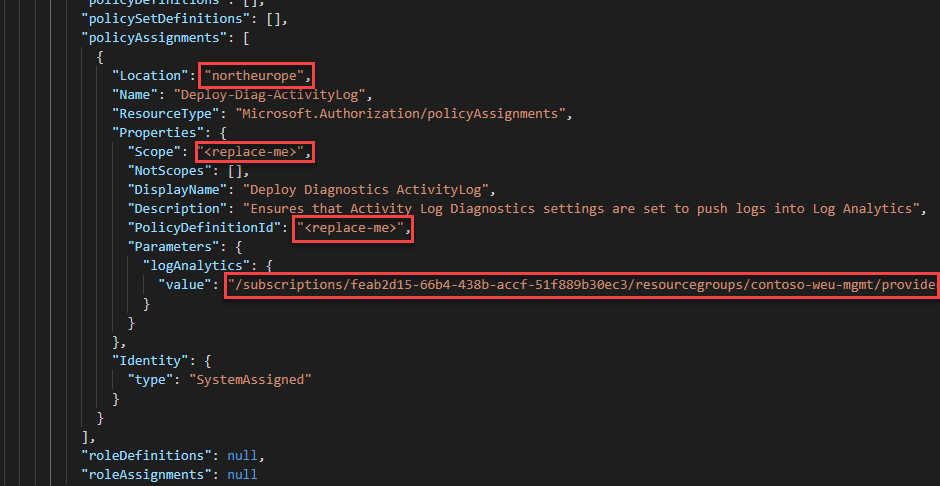 "policyDefinitions": [],
"policySetDefinitions": [],
"policyAssignments": [
{
"Location": "northeurope",
"Name": "Deploy-Diag-ActivityLog",
"ResourceType": "Microsoft.Authorization/policyAssignments",
"Properties": {
"Scope": "<replace-me>",
"NotScopes": [],
"DisplayName": "Deploy Diagnostics ActivityLog",
"Description": "Ensures that Activity Log Diagnostics settings are set to push logs into Log Analytics",
"PolicyDefinitionId": "<replace-me>",
"Parameters": {
"logAnalytics": {
"value": "/subscriptions/feab2d15-66b4-438b-accf-51f889b30ec3/resourcegroups/contoso-weu-mgmt/provide
}
}
},
"Identity": {
"type": "SystemAssigned"
}
}
],
"roleDefinitions": null,
"roleAssignments": null